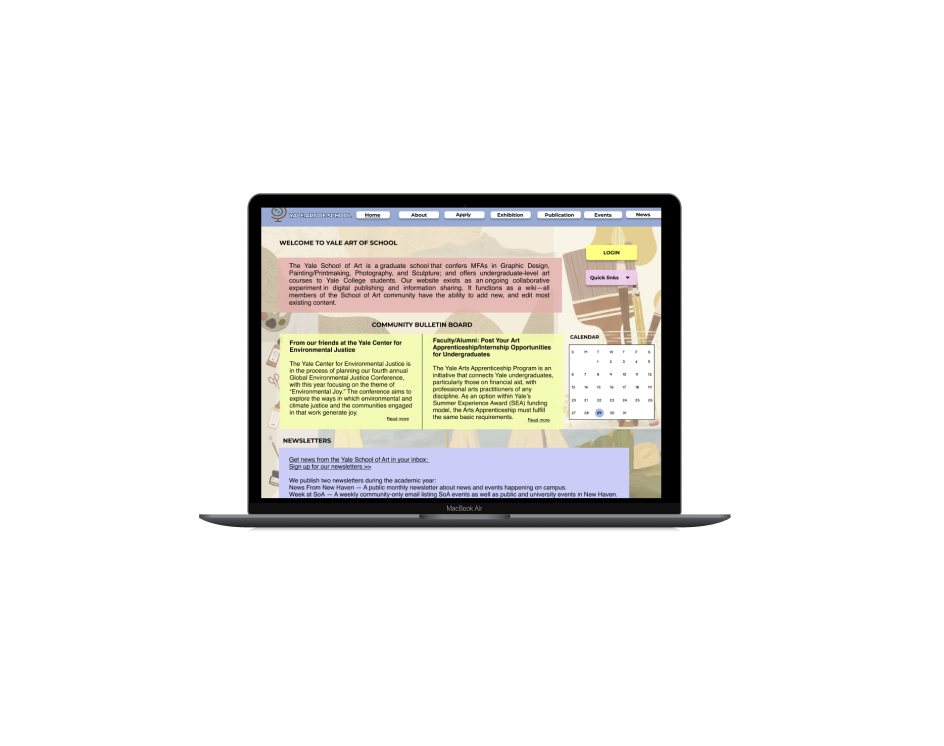 YALE ART OF SCHOOL
Home
About
Apply
Exhibition
Publication
Events
News
WELCOME TO YALE ART OF SCHOOL
LOGIN
Quick links
The Yale School of Art is a graduate school that confers MFAs in Graphic Design,
Painting/Printmaking, Photography, and Sculpture; and offers undergraduate-level art
courses to Yale College students. Our website exists as an ongoing collaborative
experiment in digital publishing and information sharing. It functions as a wiki—all
members of the School of Art community have the ability to add new, and edit most
existing content.
COMMUNITY BULLETIN BOARD
From our friends at the Yale Center for
Environmental Justice
The Yale Center for Environmental Justice is
in the process of planning our fourth annual
Global Environmental Justice Conference,
with this year focusing on the theme of
“Environmental Joy.” The conference aims to
explore the ways in which environmental and
climate justice and the communities engaged
in that work generate joy.
Read more
Faculty/Alumni: Post Your Art
Apprenticeship/Internship Opportunities
for Undergraduates
The Yale Arts Apprenticeship Program is an
initiative that connects Yale undergraduates,
particularly those on financial aid, with
professional arts practitioners of any
discipline. As an option within Yale’s
Summer Experience Award (SEA) funding
model, the Arts Apprenticeship must fulfill
the same basic requirements.
Read more
CALENDAR
S M T W T F S
1 2 3 4 5
6 7 8 9 10 11 12
13 14 15 16 17 18 19
20 21 22 23 24 25 26
27 28 29 30 31
NEWSLETTERS
Get news from the Yale School of Art in your inbox:
Sign up for our newsletters >>
We publish two newsletters during the academic year:
News From New Haven — A public monthly newsletter about news and events happening on campus.
Week at SoA — A weekly community-only email listing SoA events as well as public and university events in New Haven.
MacBook Air